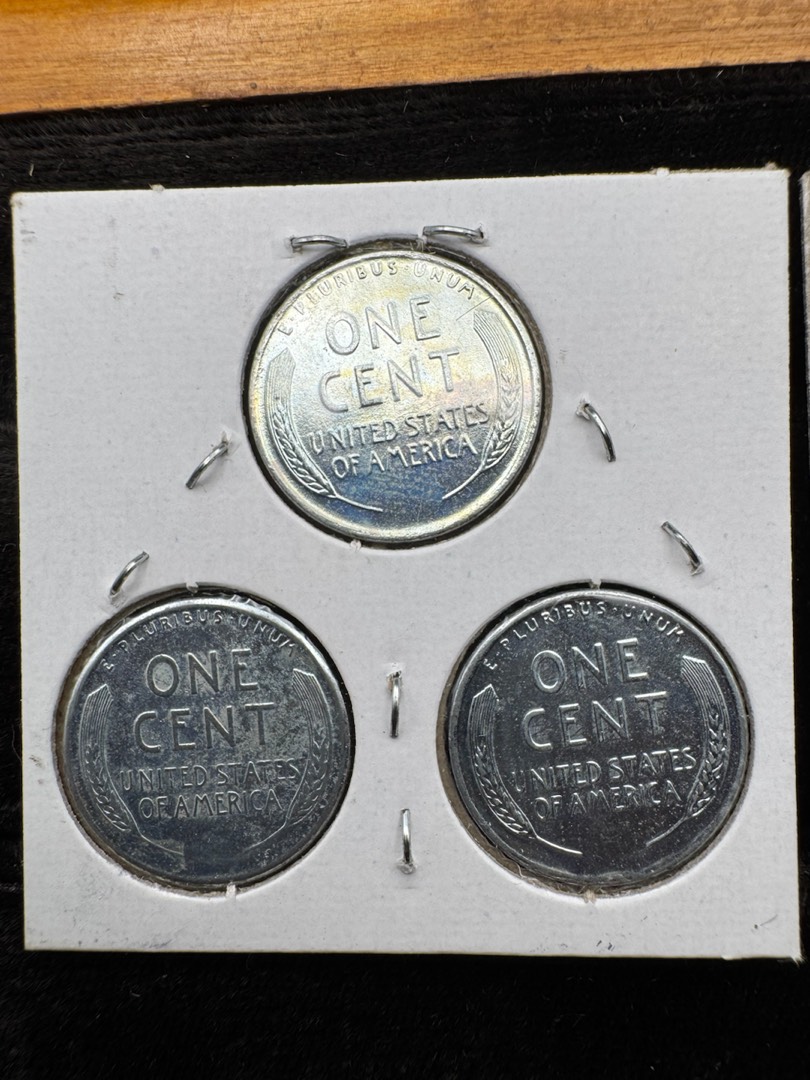 E·PLURIBUS·UNUM
ONE
CENT
UNITED STATES
OF AMERICA
E·PLURIBUS·UNUM
ONE
CENT
UNITED STATES
OF AMERICA
E·PLURIBUS·UNUM
ONE
CENT
UNITED STATES
OF AMERICA